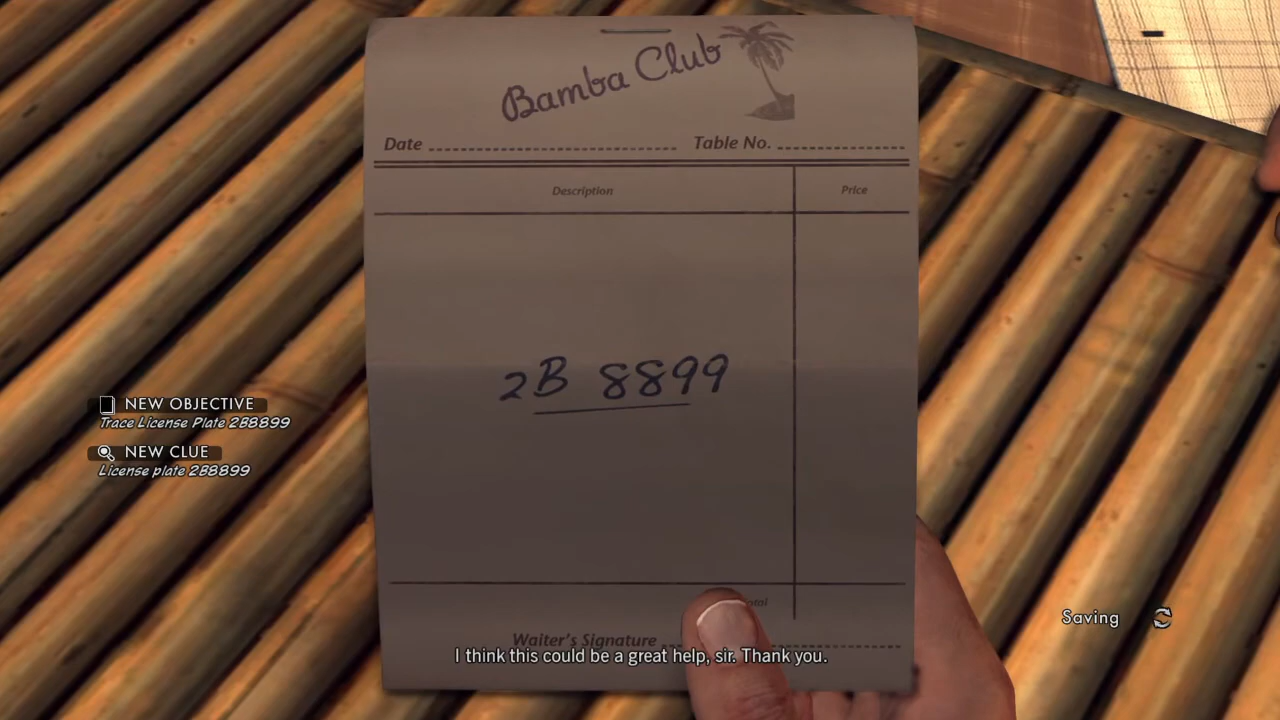 Bamba Club
Date
Table No.
Description
Price
2B 8899
NEW OBJECTIVE
Trace License Plate 2B8899
NEW CLUE
License plate 2B8899
Saving
Waiter's Signature
I think this could be a great help, sir. Thank you.